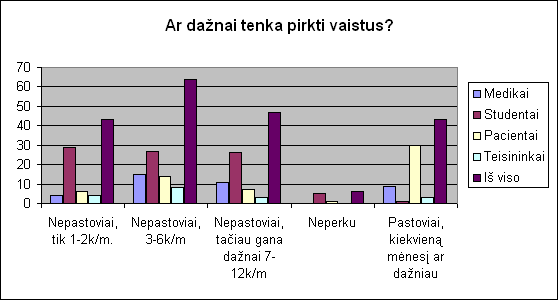 Ar dažnai tenka pirkti vaistus?
70
60
50
40
30
20
10
0
Nepastoviai,
tik 1-2k/m.
Nepastoviai,
3-6k/m
Nepastoviai,
tačiau gana
dažnai 7-
12k/m
Neperku
Pastoviai,
kiekvieną
mėnesį ar
dažniau
Medikai
Studentai
Pacientai
Teisininkai
Iš viso